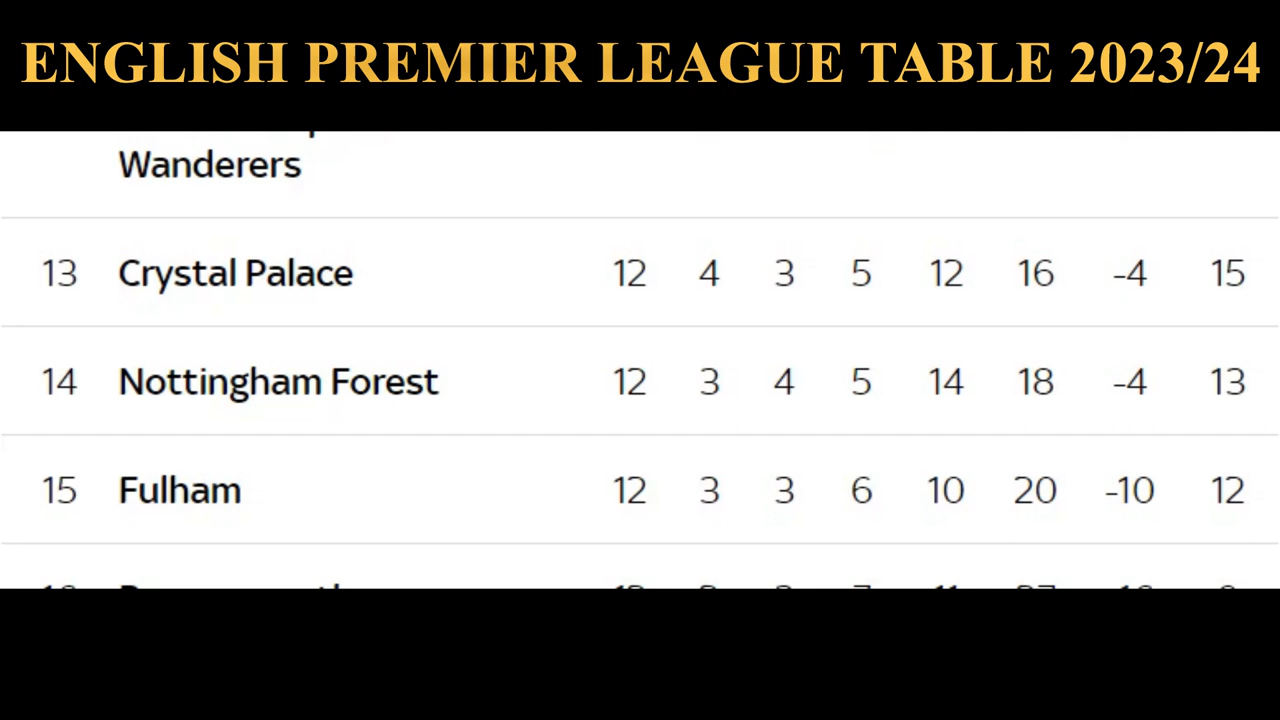 ENGLISH PREMIER LEAGUE TABLE 2023/24
Wanderers
13 Crystal Palace 12 4 3 5 12 16 -4 15
14 Nottingham Forest 12 3 4 5 14 18 -4 13
15 Fulham 12 3 3 6 10 20 -10 12